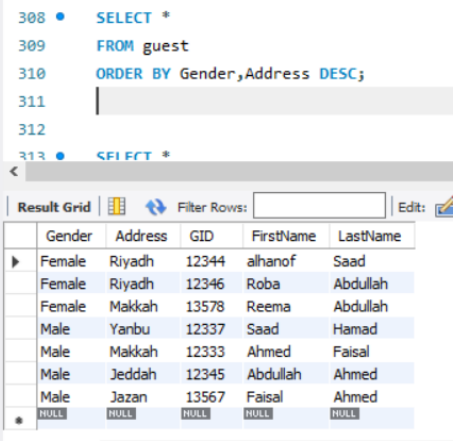 308 SELECT *
309 FROM guest
310 ORDER BY Gender,Address DESC;
311
312
313 SELECT *
Result Grid Filter Rows: Edit:
Gender Address GID FirstName LastName
Female Riyadh 12344 alhanof Saad
Female Riyadh 12346 Roba Abdullah
Female Makkah 13578 Reema Abdullah
Male Yanbu 12337 Saad Hamad
Male Makkah 12333 Ahmed Faisal
Male Jeddah 12345 Abdullah Ahmed
Male Jazan 13567 Faisal Ahmed
NULL NULL NULL NULL NULL